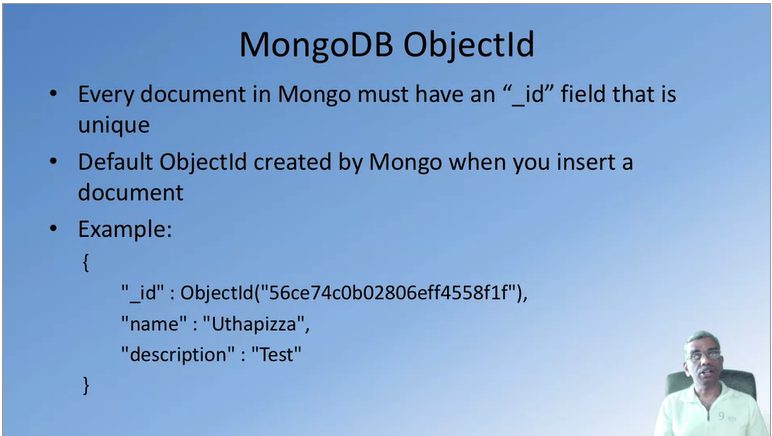 MongoDB ObjectId
• Every document in Mongo must have an “_id” field that is
unique
• Default ObjectId created by Mongo when you insert a
document
• Example:
{
"_id" : ObjectId("56ce74c0b02806eff4558f1f"),
"name" : "Uthapizza",
"description" : "Test"
}
9